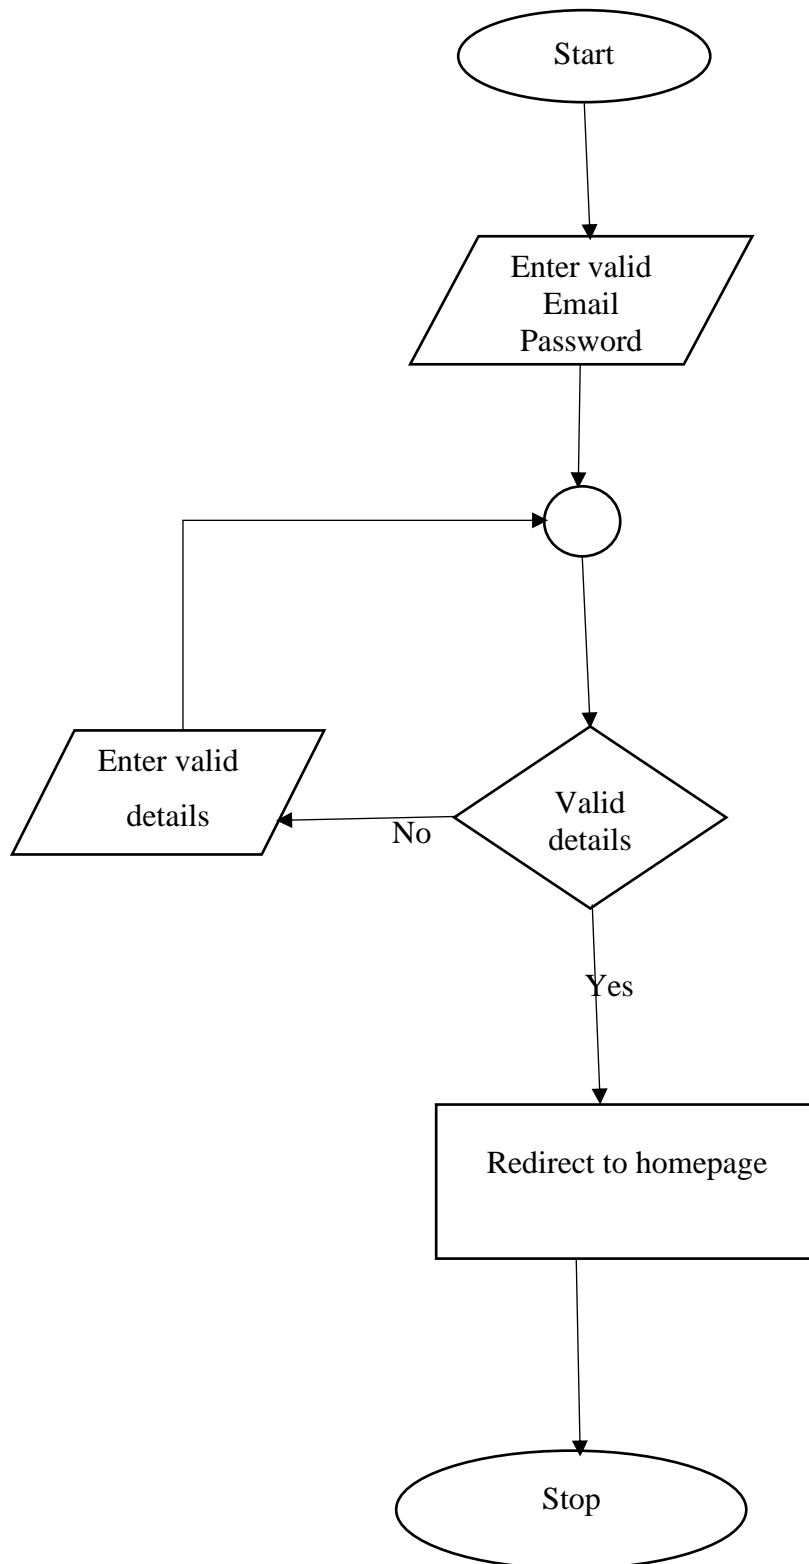 Start
Enter valid
Email
Password
Enter valid
details
No
Valid
details
Yes
Redirect to homepage
Stop